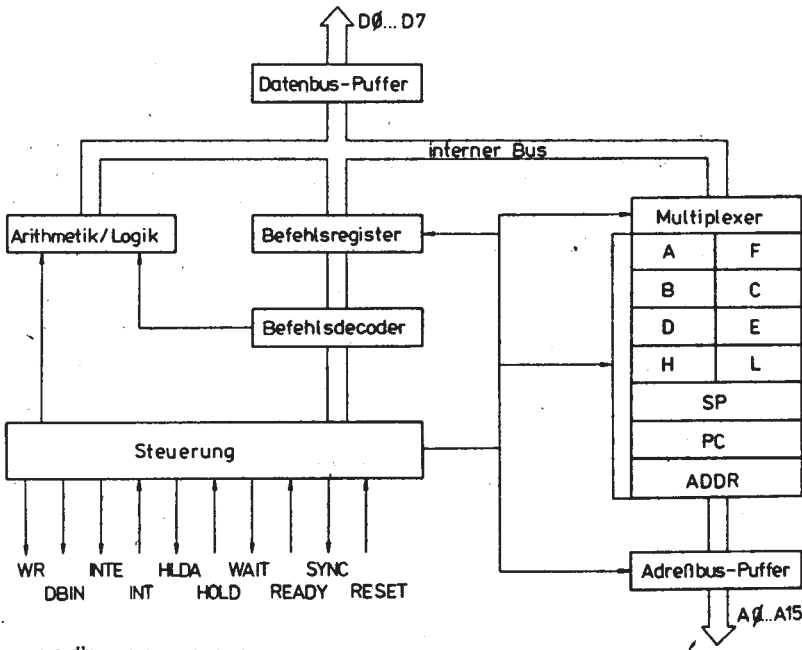 DØ... D7
Datenbus-Puffer
interner Bus
Arithmetik/Logik
Befehlsregister
Multiplexer
A F
B C
Befehlsdecoder
D E
H L
SP
Steuerung
PC
ADDR
WR INTE HLDA WAIT SYNC
DBIN INT HOLD READY RESET
Adreßbus-Puffer
AØ...A15